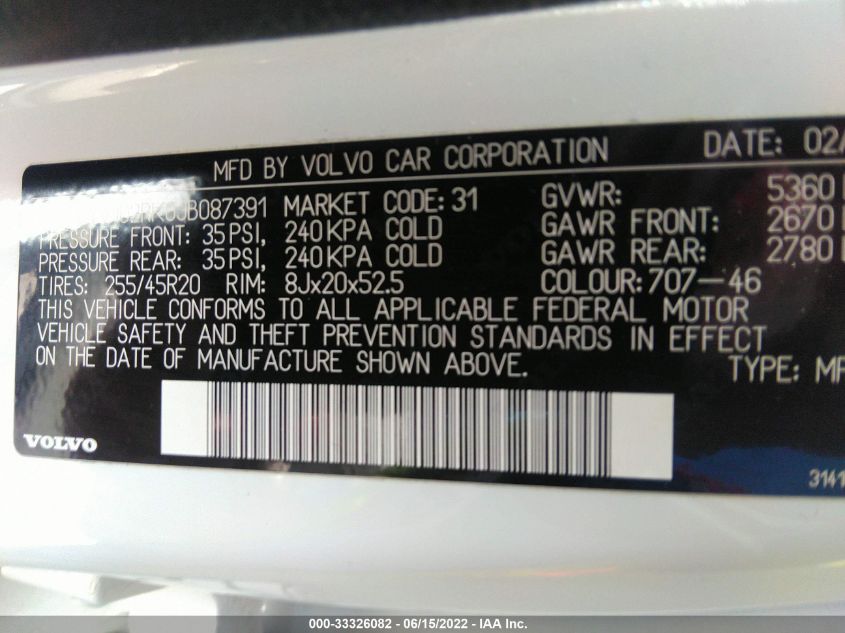 MFD BY VOLVO CAR CORPORATION DATE: 02/
JB087391 MARKET CODE: 31 GVWR: 5360
PRESSURE FRONT: 35 PSI, 240 KPA COLD GAWR FRONT: 2670
PRESSURE REAR: 35 PSI, 240 KPA COLD GAWR REAR: 2780
TIRES: 255/45R20 RIM: 8Jx20x52.5 COLOUR: 707-46
THIS VEHICLE CONFORMS TO ALL APPLICABLE FEDERAL MOTOR
VEHICLE SAFETY AND THEFT PREVENTION STANDARDS IN EFFECT
ON THE DATE OF MANUFACTURE SHOWN ABOVE.
TYPE: MP
VOLVO
3141
000-33326082 - 06/15/2022 - IAA Inc.